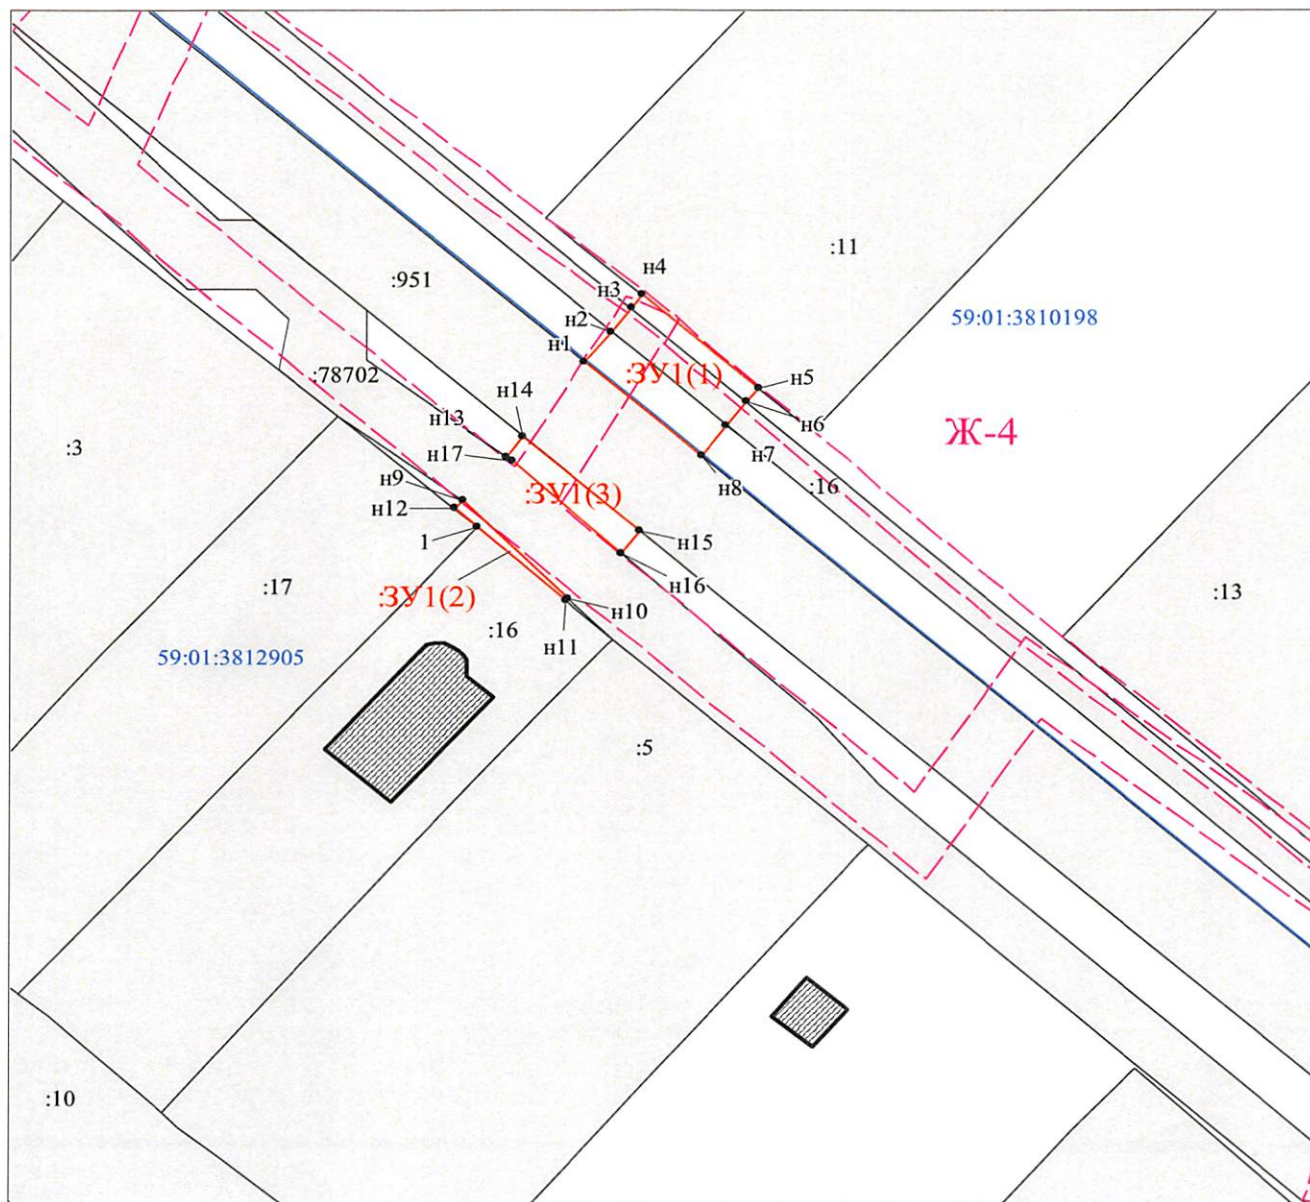 :11
н4
:951
н3
59:01:3810198
н2
н1
:ЗУ1(1)
:78702
н5
н14
н6
н13
Ж-4
:3
н17
н7
н8
:16
:ЗУ1(3)
н9
н12
1
н15
н16
:17
:ЗУ1(2)
н10
:13
н11
:16
59:01:3812905
:5
:10